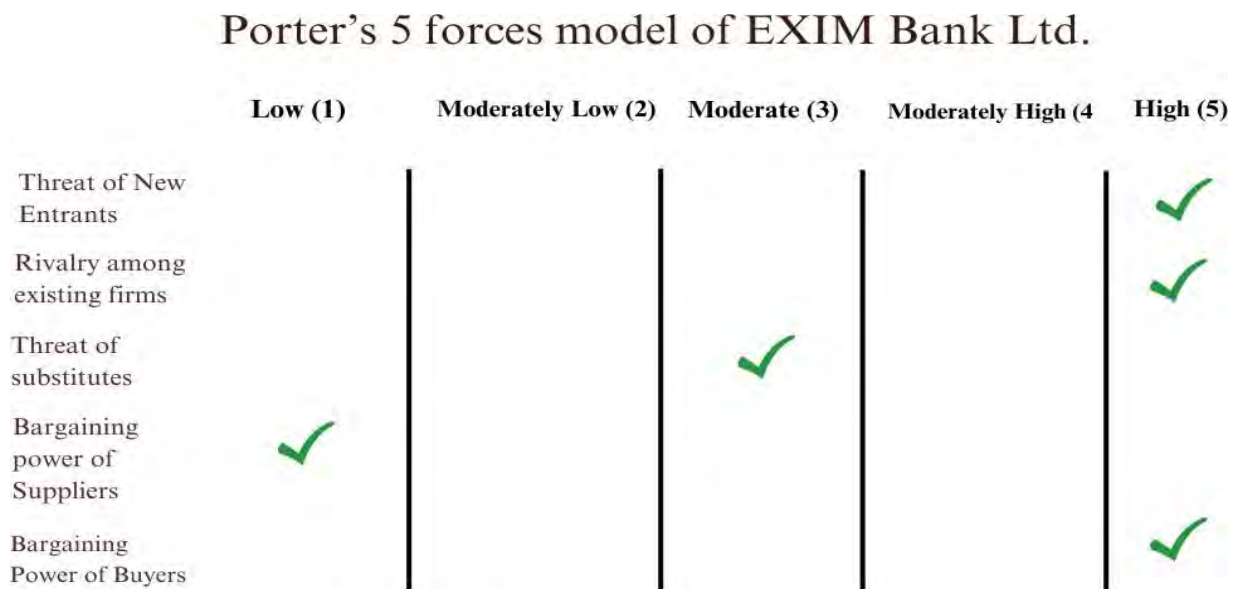 Porter's 5 forces model of EXIM Bank Ltd.
Low (1) Moderately Low (2) Moderate (3) Moderately High (4 High (5)
Threat of New
Entrants
Rivalry among
existing firms
Threat of
substitutes
Bargaining
power of
Suppliers
Bargaining
Power of Buyers